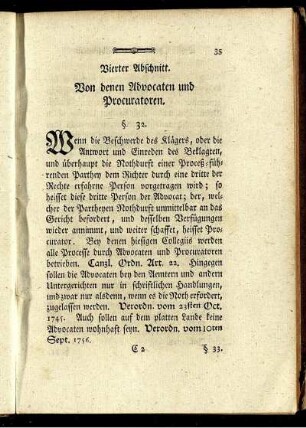 35
Vierter Abschnitt.
Von denen Advocaten und
Procuratoren.
§ 32.
Wenn die Beschwerde des Klägers, oder die
Antwort und Einreden des Beklagten,
und überhaupt die Nothdurft einer Proceß-füh-
renden Parthey dem Richter durch eine dritte der
Rechte erfahrne Person vorgetragen wird; so
heisset diese dritte Person der Advocat; der, wel-
cher der Partheyen Nothdurft unmittelbar an das
Gericht befordert, und desselben Verfügungen
wieder annimmt, und weiter schaffet, heisset Pro-
curator. Bey denen hiesigen Collegiis werden
alle Processe durch Advocaten und Procuratoren
betrieben. Canzl. Ordn. Art. 22. Hingegen
sollen die Advocaten bey den Aemtern und andern
Untergerichten nur in schriftlichen Handlungen,
und zwar nur alsdenn, wenn es die Noth erfordert,
zugelassen werden. Verordn. vom 25sten Oct.
1745. Auch sollen auf dem platten Lande keine
Advocaten wohnhaft seyn. Verordn. vom 10ten
Sept. 1756.
C 2 § 33.